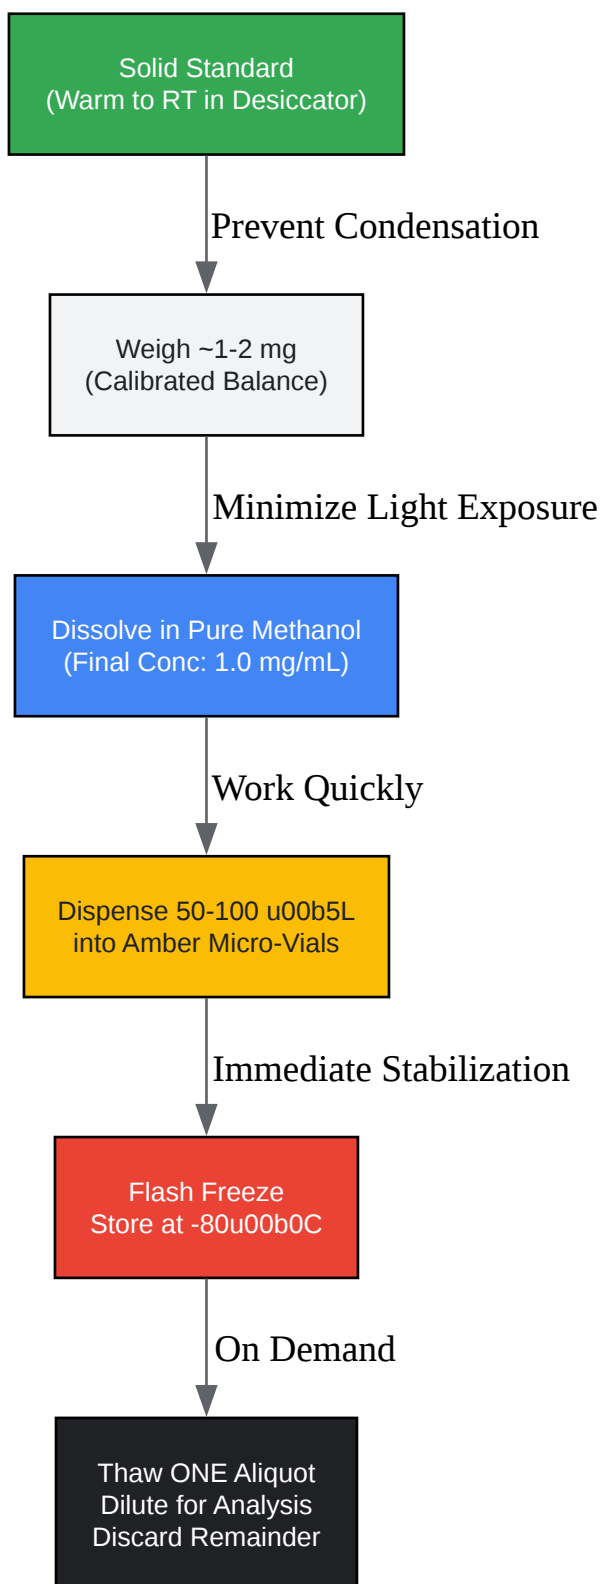 Solid Standard
(Warm to RT in Desiccator)
Prevent Condensation
Weigh ~1-2 mg
(Calibrated Balance)
Minimize Light Exposure
Dissolve in Pure Methanol
(Final Conc: 1.0 mg/mL)
Work Quickly
Dispense 50-100 u00b5L
into Amber Micro-Vials
Immediate Stabilization
Flash Freeze
Store at -80u00b0C
On Demand
Thaw ONE Aliquot
Dilute for Analysis
Discard Remainder